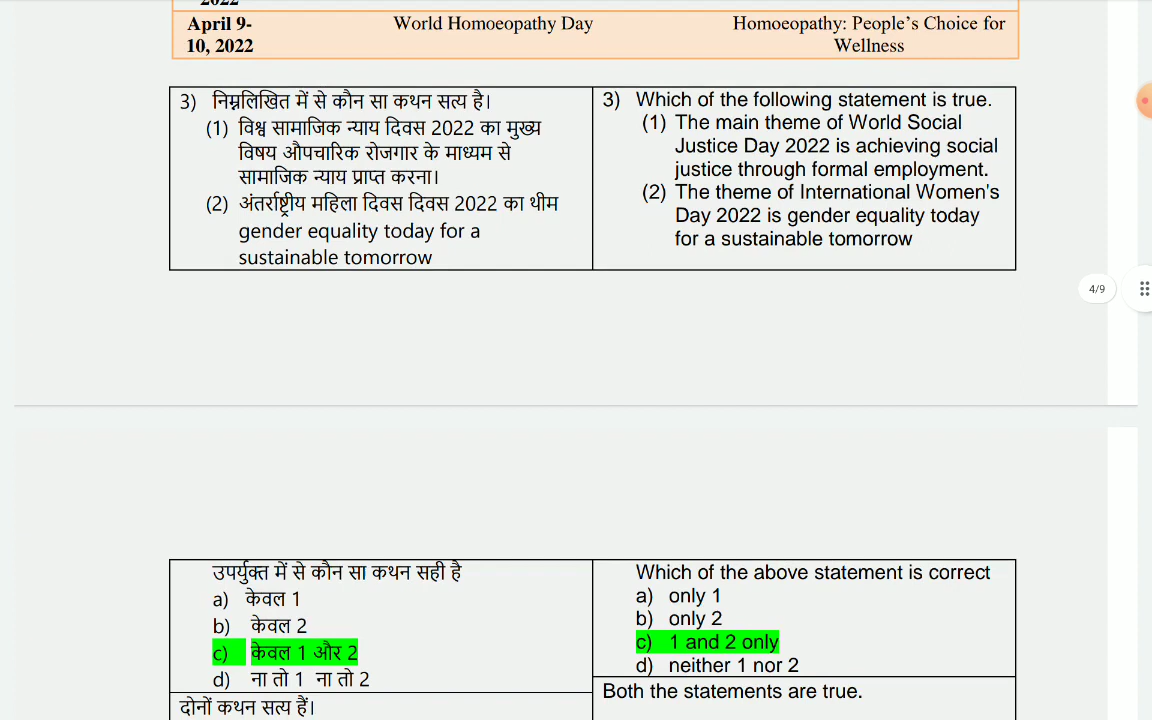 2022
April 9-
10, 2022
World Homoeopathy Day
Homoeopathy: People’s Choice for
Wellness
3) निम्नलिखित में से कौन सा कथन सत्य है।
(1) विश्व सामाजिक न्याय दिवस 2022 का मुख्य
विषय औपचारिक रोजगार के माध्यम से
सामाजिक न्याय प्राप्त करना।
(2) अंतर्राष्ट्रीय महिला दिवस दिवस 2022 का थीम
gender equality today for a
sustainable tomorrow
3) Which of the following statement is true.
(1) The main theme of World Social
Justice Day 2022 is achieving social
justice through formal employment.
(2) The theme of International Women's
Day 2022 is gender equality today
for a sustainable tomorrow
4/9
उपर्युक्त में से कौन सा कथन सही है
a) केवल 1
b) केवल 2
c) केवल 1 और 2
d) ना तो 1 ना तो 2
दोनों कथन सत्य हैं।
Which of the above statement is correct
a) only 1
b) only 2
c) 1 and 2 only
d) neither 1 nor 2
Both the statements are true.